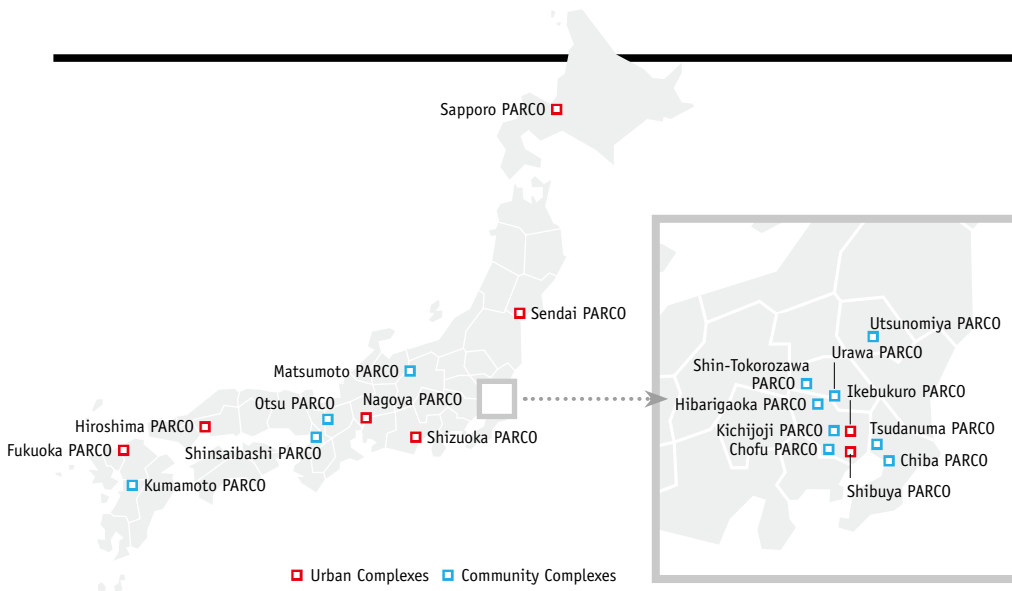 Sapporo PARCO
Sendai PARCO
Matsumoto PARCO
Otsu PARCO
Nagoya PARCO
Hiroshima PARCO
Shizuoka PARCO
Fukuoka PARCO
Shinsaibashi PARCO
Kumamoto PARCO
Utsunomiya PARCO
Urawa PARCO
Shin-Tokorozawa
PARCO
Ikebukuro PARCO
Hibarigaoka PARCO
Kichijoji PARCO
Tsudanuma PARCO
Chofu PARCO
Chiba PARCO
Shibuya PARCO
Urban Complexes
Community Complexes